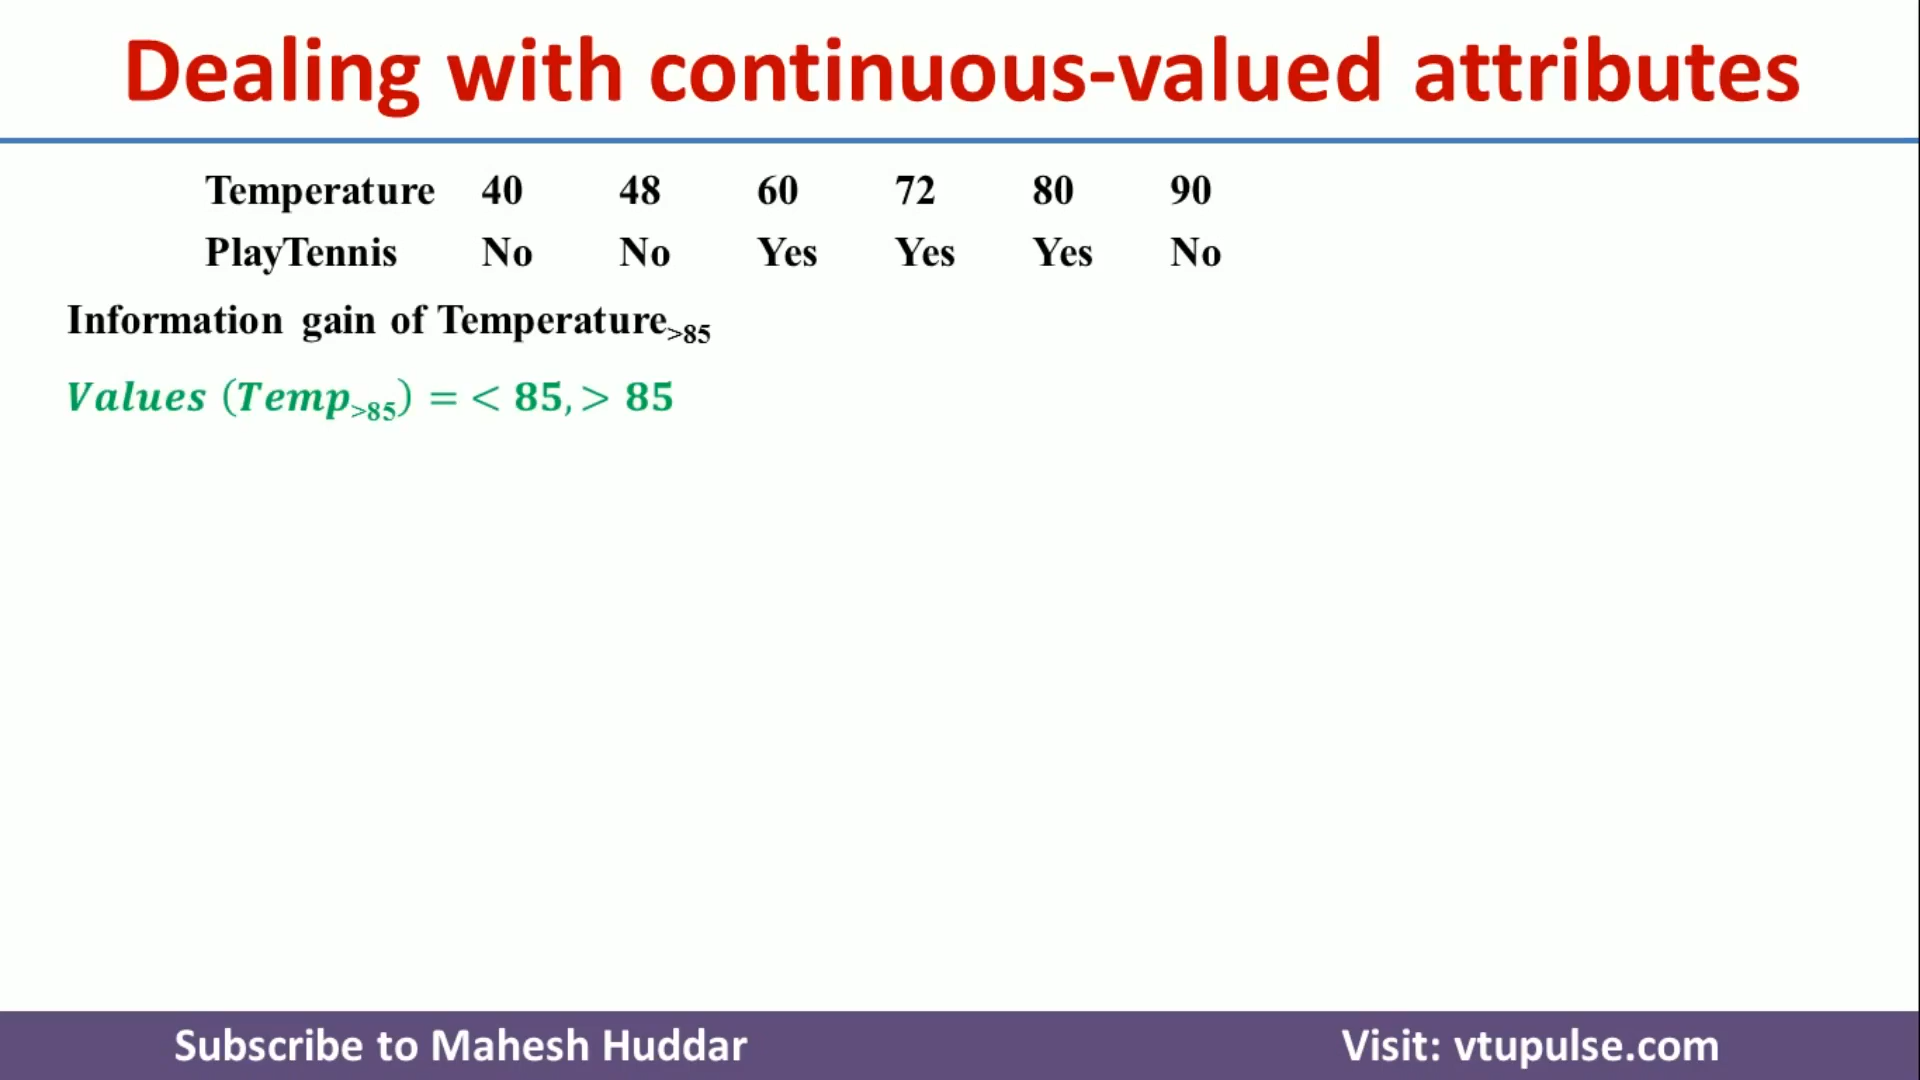 Dealing with continuous-valued attributes
Temperature 40 48 60 72 80 90
PlayTennis No No Yes Yes Yes No
Information gain of Temperature>85
Values (Temp>85) = < 85, > 85
Subscribe to Mahesh Huddar Visit: vtupulse.com